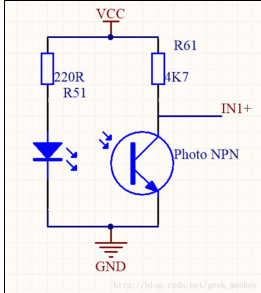 VCC
R61
220R
4K7
R51
IN1+
Photo NPN
GND
http://blog.csdn.net/geek_monkey